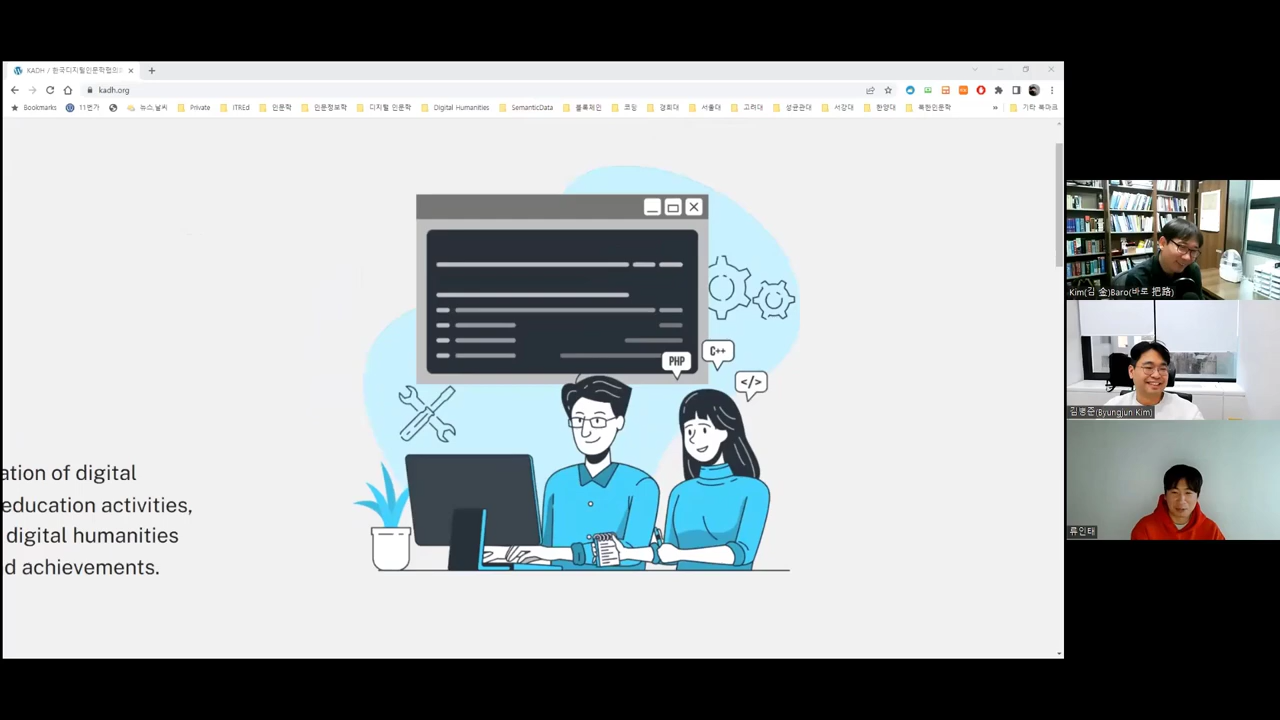 KADH / 한국디지털인문학협의회
kadh.org
Bookmarks
11번가
뉴스,날씨
Private
ITREd
인문학
인문정보학
디지털 인문학
Digital Humanities
SemanticData
블록체인
코딩
경희대
서울대
고려대
성균관대
서강대
한양대
북한인문학
»
기타 북마크
PHP
C++
</>
ation of digital
education activities,
digital humanities
d achievements.
Kim(김 金)Baro(바로 把路)
김병준(Byungjun Kim)
류인태